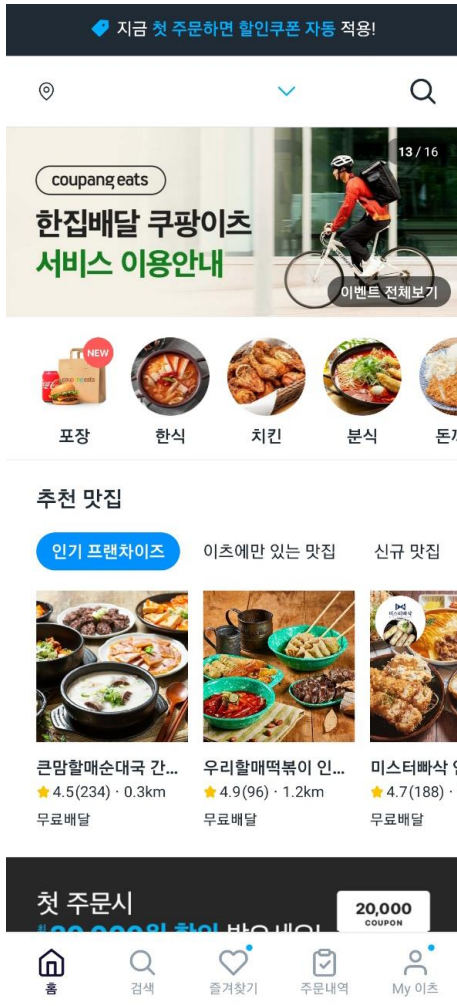 지금 첫 주문하면 할인쿠폰 자동 적용!
13 / 16
coupang eats
한집배달 쿠팡이츠
서비스 이용안내
이벤트 전체보기
NEW
coupang eats
포장
한식
치킨
분식
추천 맛집
인기 프랜차이즈
이츠에만 있는 맛집
신규 맛집
미스터빠삭
큰맘할매순대국 간...
우리할매떡볶이 인...
미스터빠삭
4.5(234) · 0.3km
4.9(96) · 1.2km
4.7(188) ·
무료배달
무료배달
무료배달
첫 주문시
20,000
COUPON
홈
검색
즐겨찾기
주문내역
My 이츠